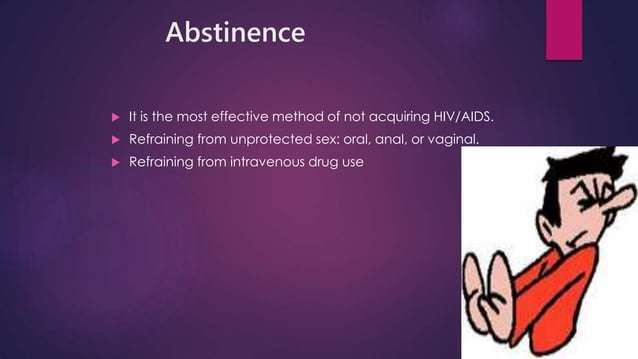 Abstinence
It is the most effective method of not acquiring HIV/AIDS.
Refraining from unprotected sex: oral, anal, or vaginal.
Refraining from intravenous drug use